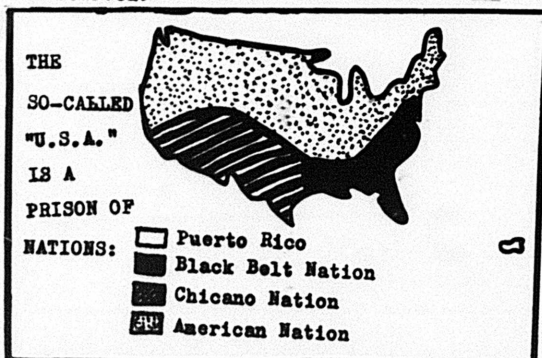 THE
SO-CALLED
"U.S.A."
IS A
PRISON OF
NATIONS:
Puerto Rico
Black Belt Nation
Chicano Nation
American Nation